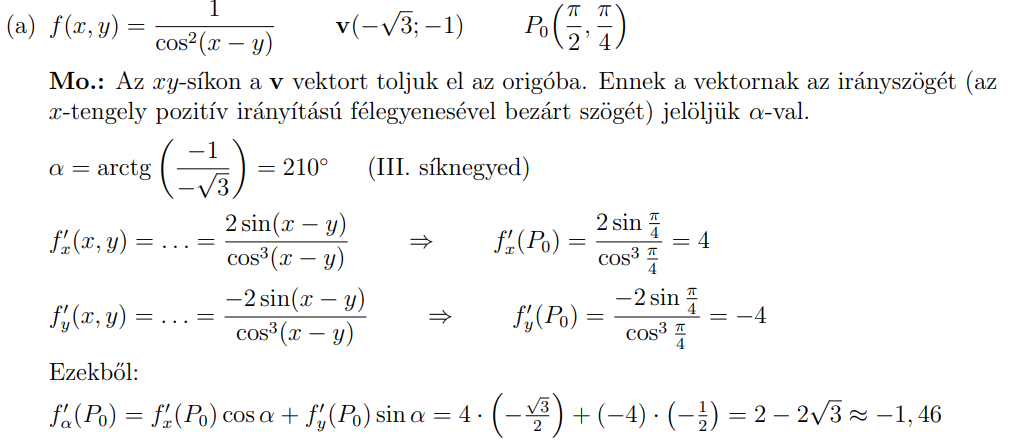 (a) f(x, y) = 1 / cos²(x − y) v(−√3; −1) P₀(π/2, π/4)
Mo.: Az xy-síkon a v vektort toljuk el az origóba. Ennek a vektornak az irányszögét (az
x-tengely pozitív irányítású félegyenesével bezárt szögét) jelöljük α-val.
α = arctg (−1 / −√3) = 210° (III. síknegyed)
f′ₓ(x, y) = … = 2 sin(x − y) / cos³(x − y) ⇒ f′ₓ(P₀) = 2 sin π/4 / cos³ π/4 = 4
f′ᵧ(x, y) = … = −2 sin(x − y) / cos³(x − y) ⇒ f′ᵧ(P₀) = −2 sin π/4 / cos³ π/4 = −4
Ezekből:
f′_α(P₀) = f′ₓ(P₀) cos α + f′ᵧ(P₀) sin α = 4 · (−√3/2) + (−4) · (−1/2) = 2 − 2√3 ≈ −1, 46